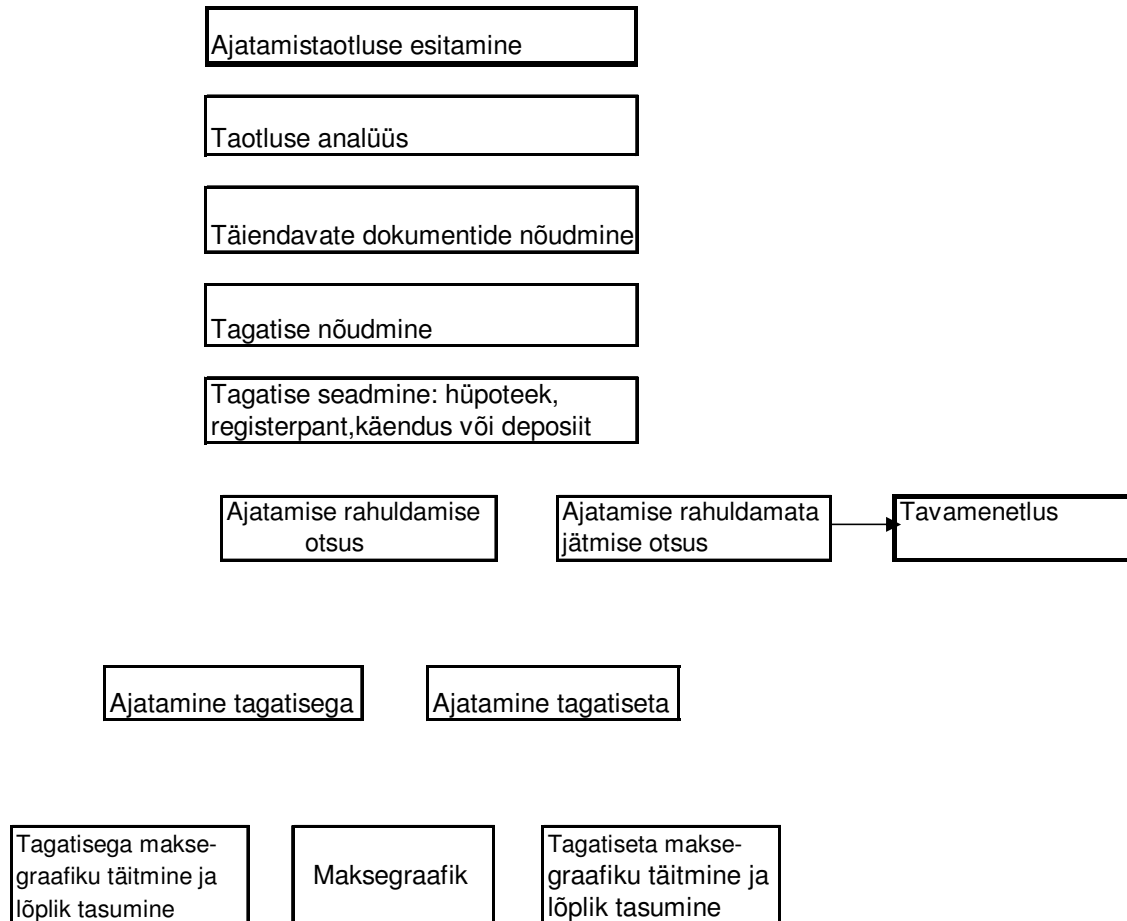 Ajatamistaotluse esitamine
Taotluse analüüs
Täiendavate dokumentide nõudmine
Tagatise nõudmine
Tagatise seadmine: hüpoteek,
registerpant,käendus või deposiit
Ajatamise rahuldamise
otsus
Ajatamise rahuldamata
jätmise otsus
Tavamenetlus
Ajatamine tagatisega
Ajatamine tagatiseta
Tagatisega makse-
graafiku täitmine ja
lõplik tasumine
Maksegraafik
Tagatiseta makse-
graafiku täitmine ja
lõplik tasumine